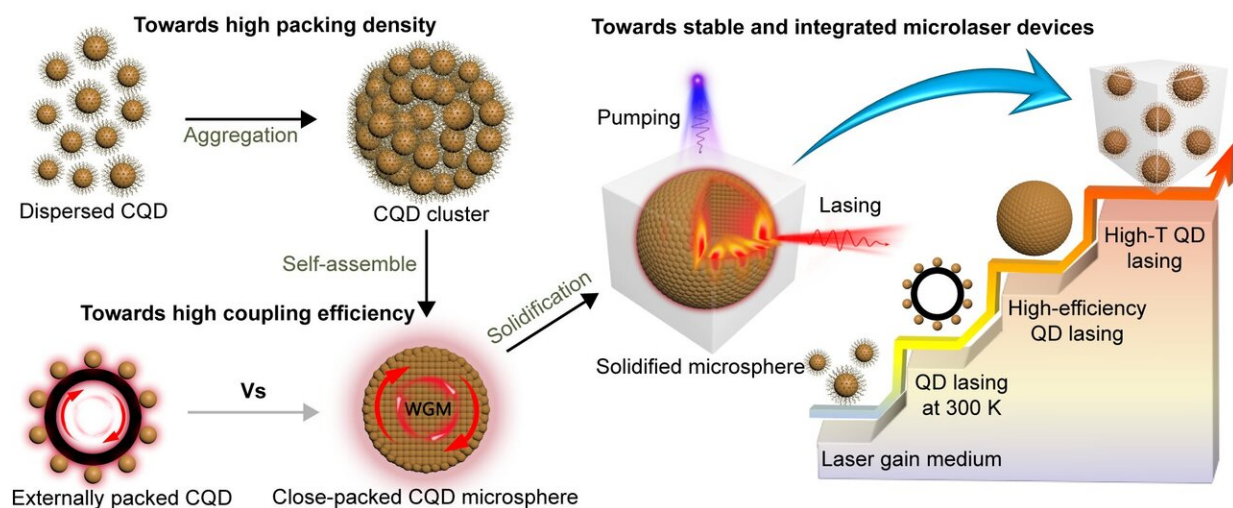 Towards high packing density
Aggregation
Dispersed CQD
CQD cluster
Self-assemble
Towards high coupling efficiency
Vs
WGM
Externally packed CQD
Close-packed CQD microsphere
Solidification
Towards stable and integrated microlaser devices
Pumping
Lasing
Solidified microsphere
High-T QD
lasing
High-efficiency
QD lasing
QD lasing
at 300 K
Laser gain medium